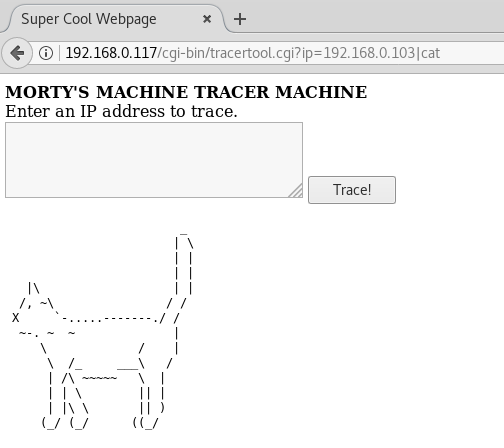 Super Cool Webpage
192.168.0.117/cgi-bin/tracertool.cgi?ip=192.168.0.103|cat
MORTY'S MACHINE TRACER MACHINE
Enter an IP address to trace.
Trace!